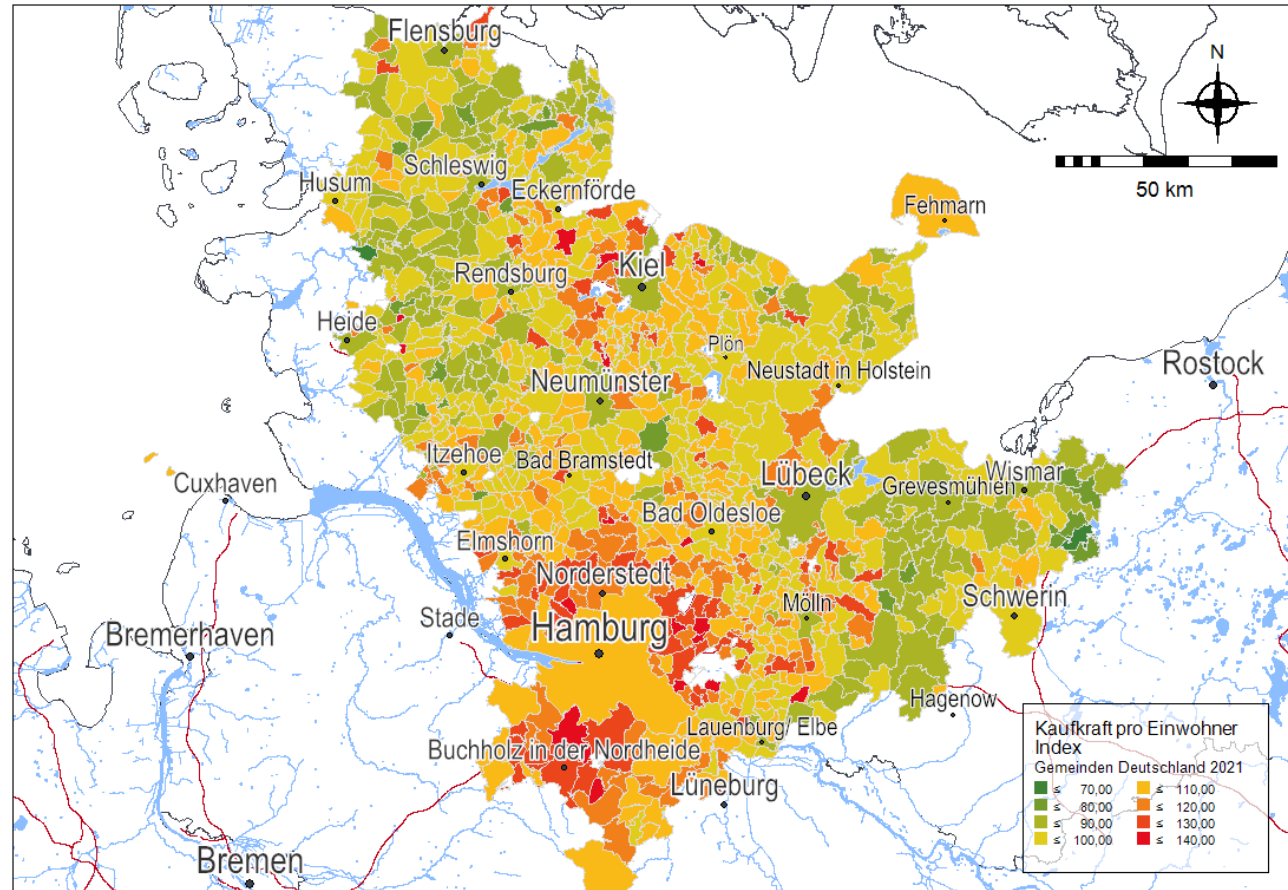 Flensburg
N
50 km
Schleswig
Husum
Eckernförde
Fehmarn
Rendsburg
Kiel
Heide
Plön
Neustadt in Holstein
Rostock
Neumünster
Itzehoe
Bad Bramstedt
Lübeck
Wismar
Grevesmühlen
Cuxhaven
Bad Oldesloe
Elmshorn
Norderstedt
Stade
Hamburg
Mölln
Schwerin
Bremerhaven
Hagenow
Lauenburg/ Elbe
Buchholz in der Nordheide
Lüneburg
Bremen
Kaufkraft pro Einwohner
Index
Gemeinden Deutschland 2021
≤ 70,00 ≤ 110,00
≤ 80,00 ≤ 120,00
≤ 90,00 ≤ 130,00
≤ 100,00 ≤ 140,00